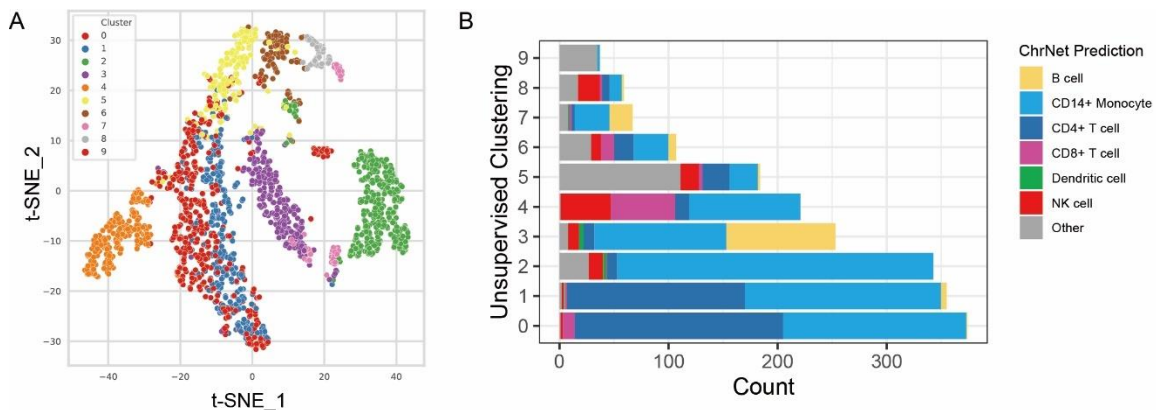 A
t-SNE_2
30
20
10
0
−10
−20
−30
Cluster
0
1
2
3
4
5
6
7
8
9
−40
−20
0
20
40
t-SNE_1
B
Unsupervised Clustering
9
8
7
6
5
4
3
2
1
0
0
100
200
300
Count
ChrNet Prediction
B cell
CD14+ Monocyte
CD4+ T cell
CD8+ T cell
Dendritic cell
NK cell
Other